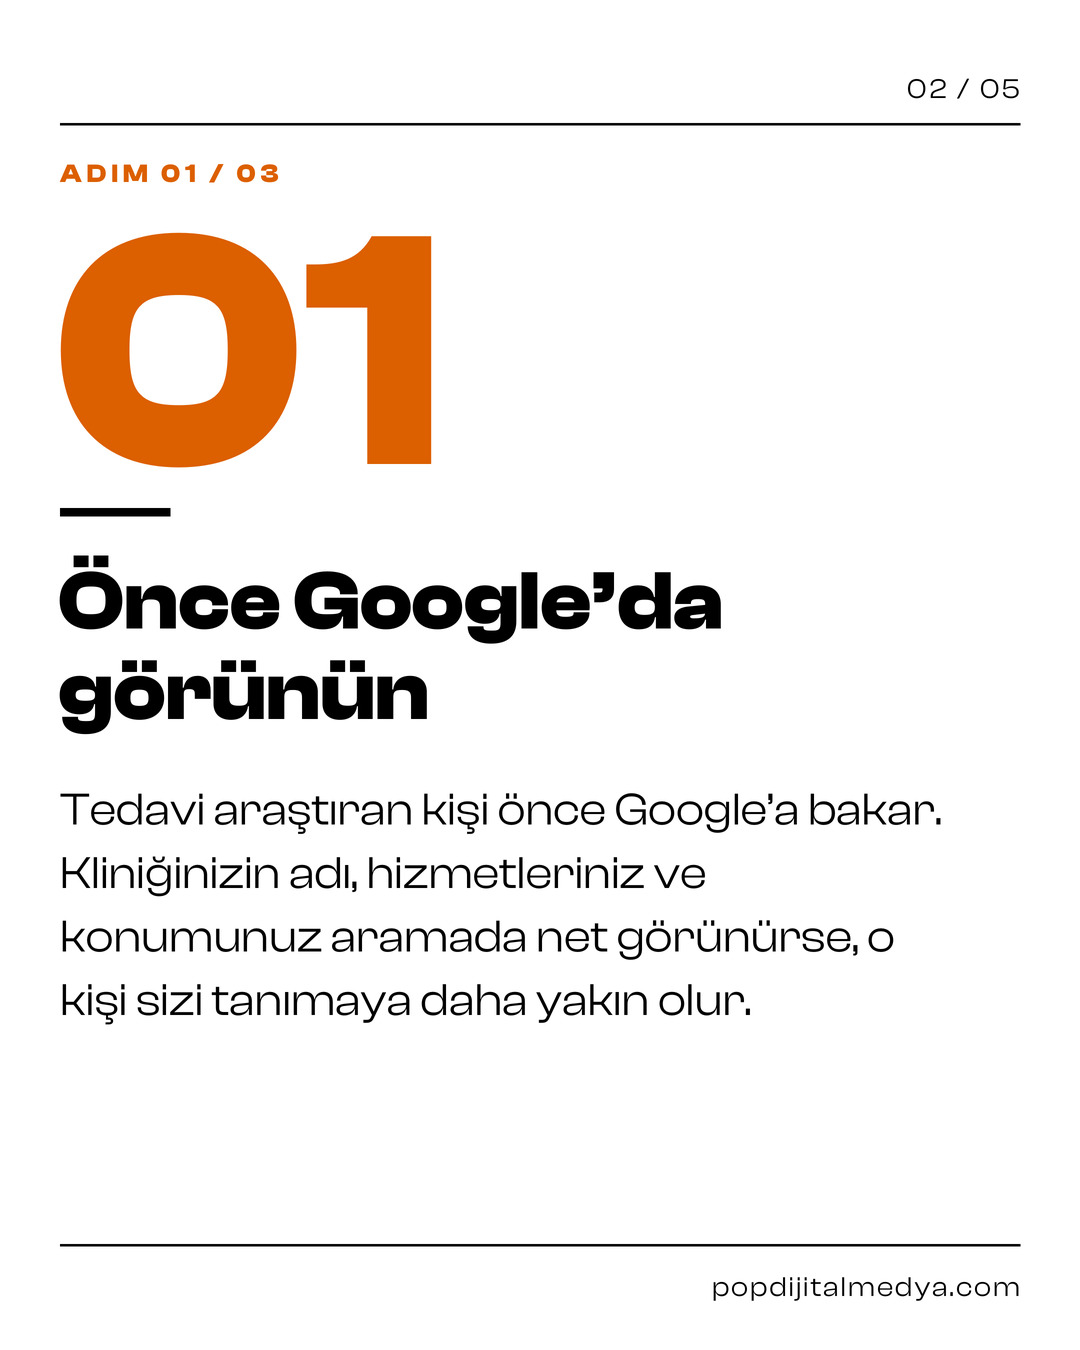 02 / 05
ADIM 01 / 03
01
Önce Google’da
görünün
Tedavi araştıran kişi önce Google’a bakar.
Kliniğinizin adı, hizmetleriniz ve
konumunuz aramada net görünürse, o
kişi sizi tanımaya daha yakın olur.
popdijitalmedya.com